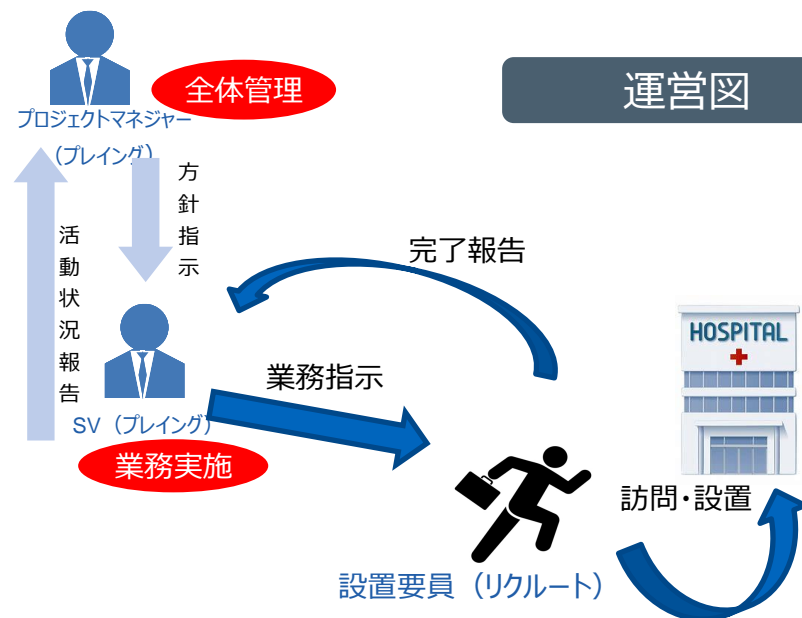 運営図
全体管理
プロジェクトマネジャー
（プレイング）
方針指示
活動状況報告
完了報告
HOSPITAL
業務指示
SV（プレイング）
業務実施
訪問・設置
設置要員（リクルート）